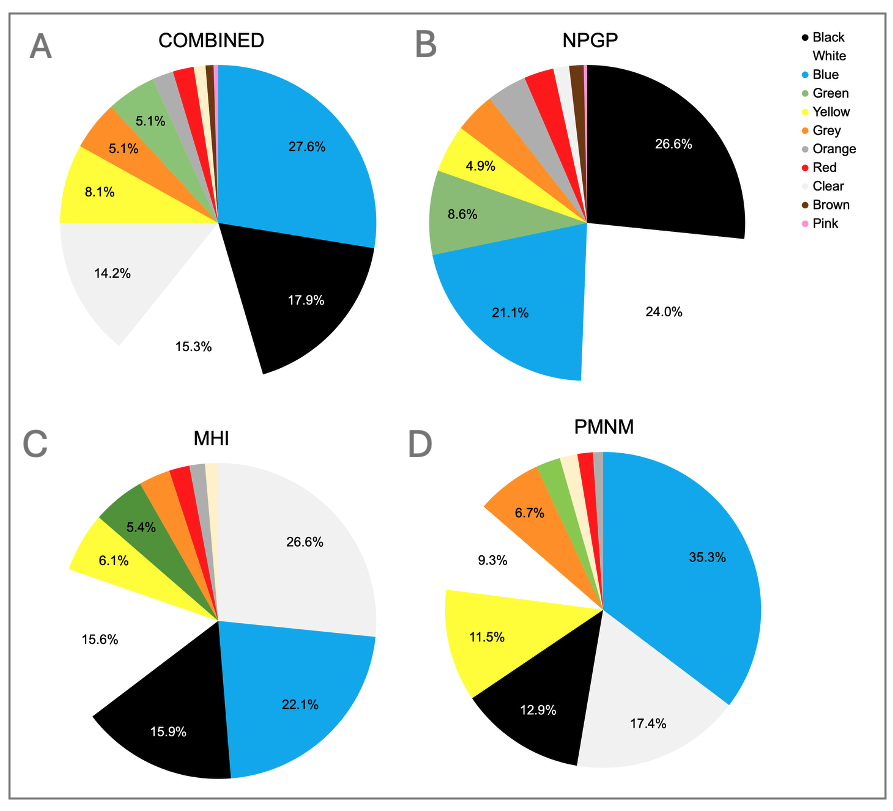 A
COMBINED
27.6%
17.9%
15.3%
14.2%
8.1%
5.1%
5.1%
B
NPGP
26.6%
24.0%
21.1%
8.6%
4.9%
Black
White
Blue
Green
Yellow
Grey
Orange
Red
Clear
Brown
Pink
C
MHI
26.6%
22.1%
15.9%
15.6%
6.1%
5.4%
D
PMNM
35.3%
17.4%
12.9%
11.5%
9.3%
6.7%